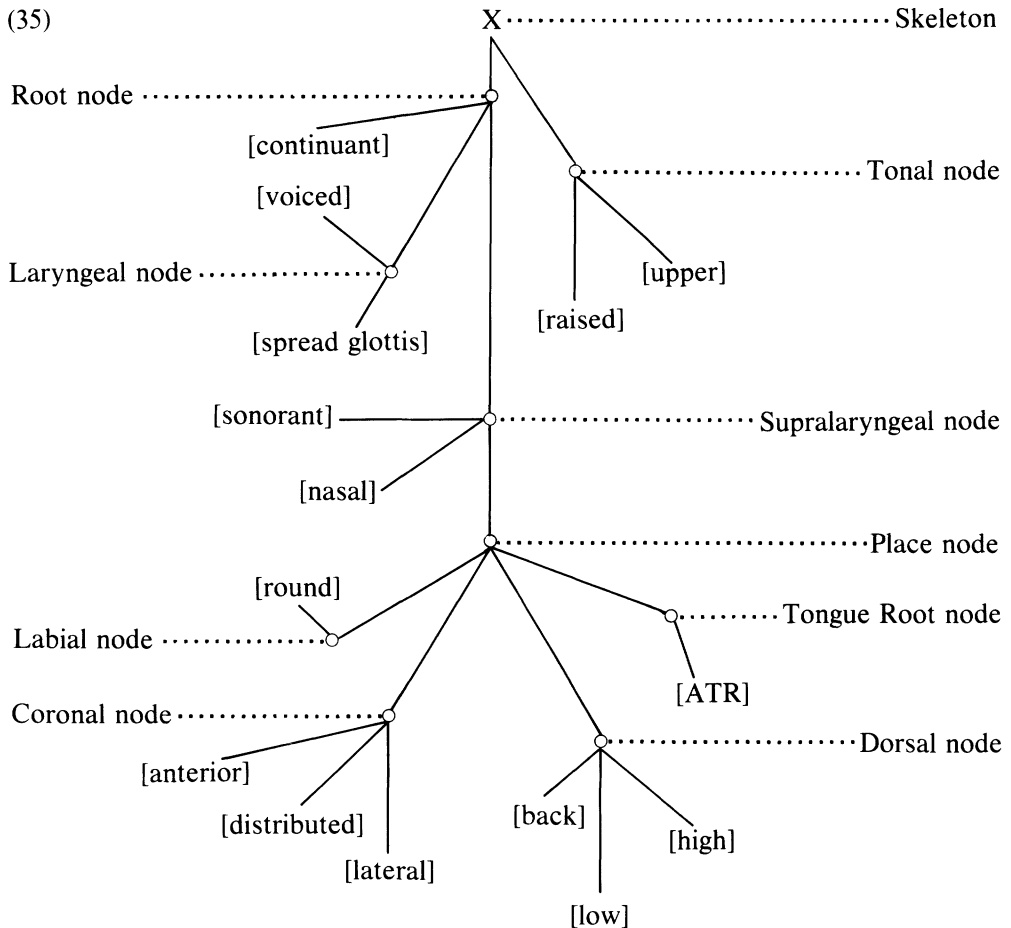 (35)
X Skeleton
Root node
[continuant]
Tonal node
[voiced]
Laryngeal node
[upper]
[raised]
[spread glottis]
[sonorant]
Supralaryngeal node
[nasal]
Place node
[round]
Tongue Root node
Labial node
[ATR]
Coronal node
Dorsal node
[anterior]
[back]
[distributed]
[high]
[lateral]
[low]